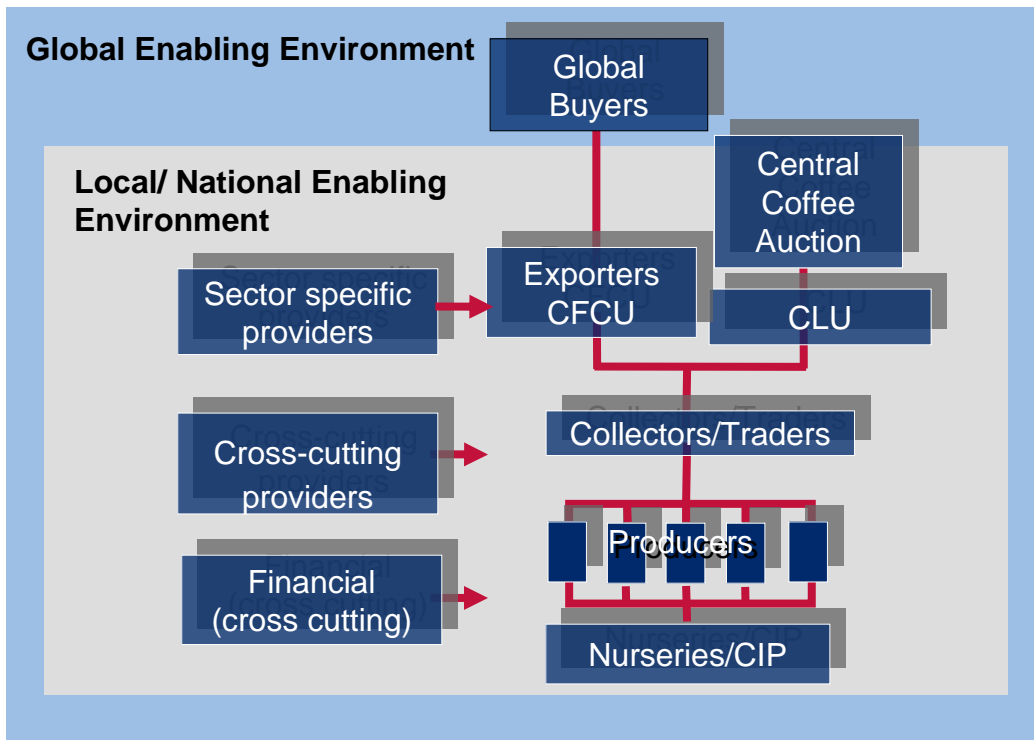 Global Enabling Environment
Global
Buyers
Local/ National Enabling
Environment
Central
Coffee
Auction
Sector specific
providers
Exporters
CFCU
CLU
Cross-cutting
providers
Collectors/Traders
Producers
Financial
(cross cutting)
Nurseries/CIP